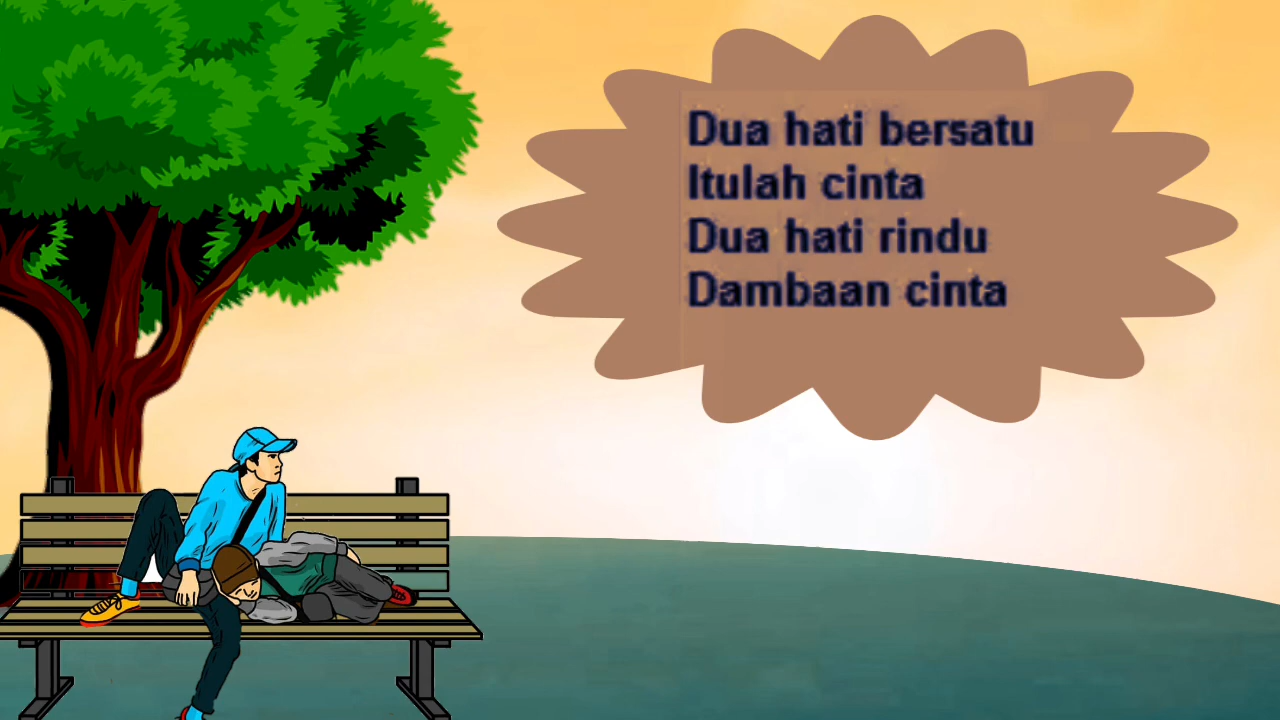 Dua hati bersatu
Itulah cinta
Dua hati rindu
Dambaan cinta